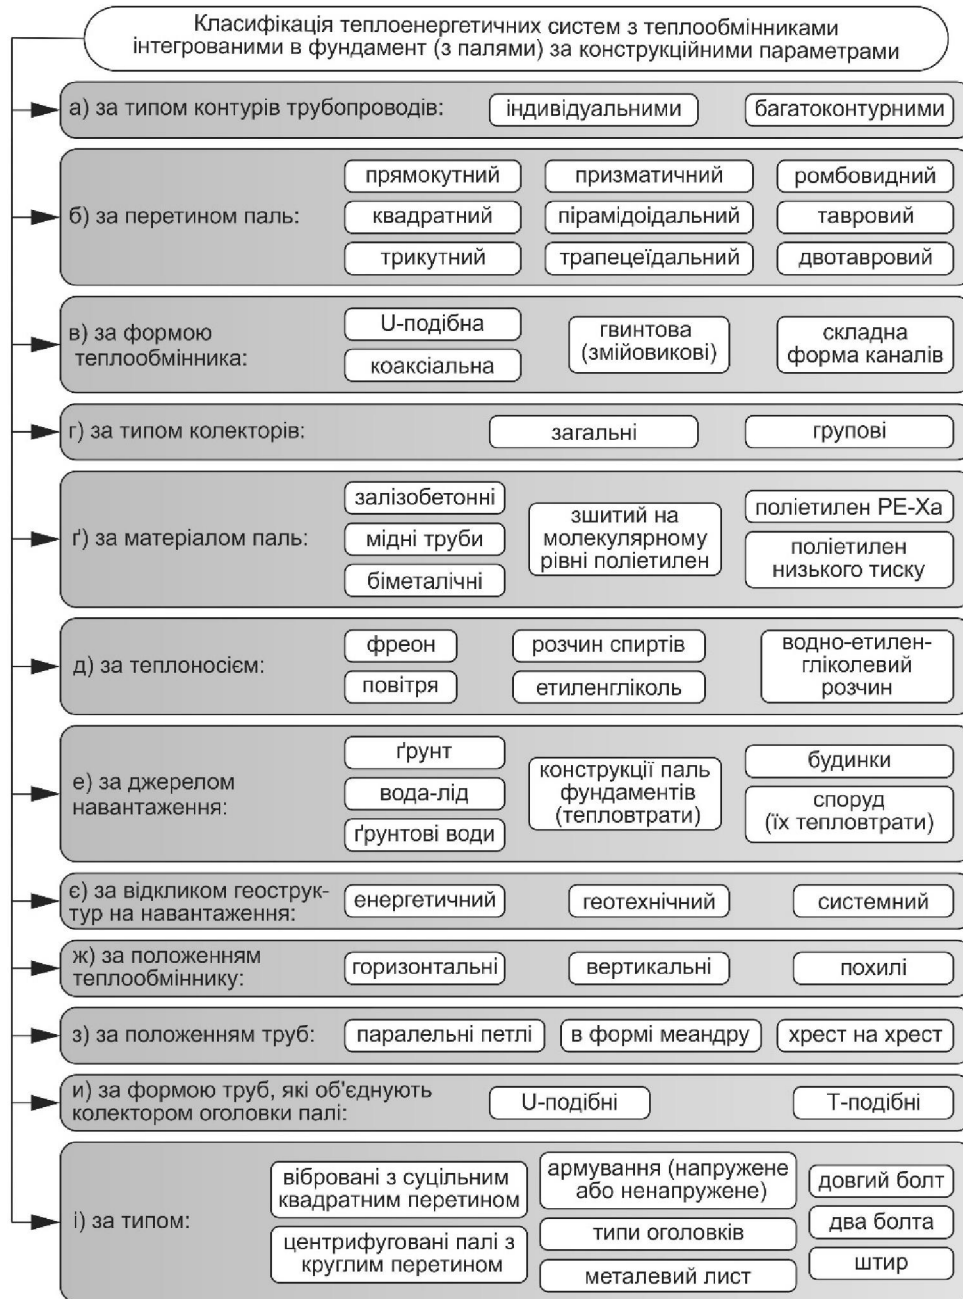 Класифікація теплоенергетичних систем з теплообмінниками
інтегрованими в фундамент (з палями) за конструкційними параметрами
а) за типом контурів трубопроводів:
індивідуальними
багатоконтурними
б) за перетином паль:
прямокутний
призматичний
ромбовидний
квадратний
пірамідоідальний
тавровий
трикутний
трапецеїдальний
двотавровий
в) за формою
теплообмінника:
U-подібна
коаксіальна
гвинтова
(змійовикові)
складна
форма каналів
г) за типом колекторів:
загальні
групові
ґ) за матеріалом паль:
залізобетонні
мідні труби
біметалічні
зшитий на
молекулярному
рівні поліетилен
поліетилен PE-Xa
поліетилен
низького тиску
д) за теплоносієм:
фреон
повітря
розчин спиртів
етиленгліколь
водно-етилен-
гліколевий
розчин
е) за джерелом
навантаження:
ґрунт
вода-лід
ґрунтові води
конструкції паль
фундаментів
(тепловтрати)
будинки
споруд
(їх тепловтрати)
є) за відкликом геострук-
тур на навантаження:
енергетичний
геотехнічний
системний
ж) за положенням
теплообміннику:
горизонтальні
вертикальні
похилі
з) за положенням труб:
паралельні петлі
в формі меандру
хрест на хрест
и) за формою труб, які об'єднують
колектором оголовки палі:
U-подібні
Т-подібні
і) за типом:
вібровані з суцільним
квадратним перетином
центрифуговані палі з
круглим перетином
армування (напружене
або ненапружене)
типи оголовків
металевий лист
довгий болт
два болта
штир